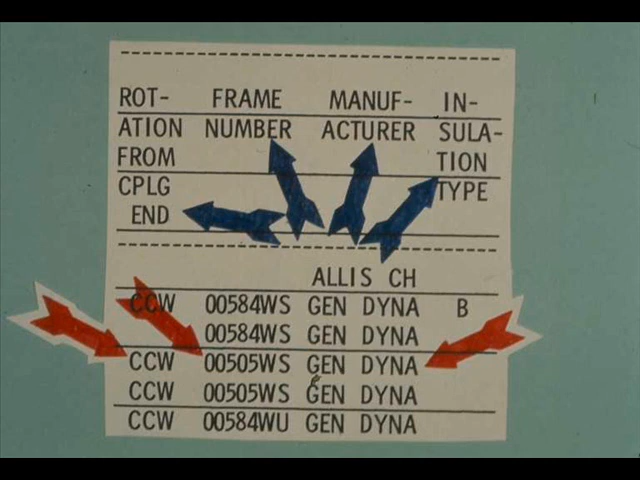 ROT- FRAME MANUF- IN-
ATION NUMBER ACTURER SULA-
FROM TION
CPLG TYPE
END
ALLIS CH
CCW 00584WS GEN DYNA B
00584WS GEN DYNA
CCW 00505WS GEN DYNA
CCW 00505WS GEN DYNA
CCW 00584WU GEN DYNA